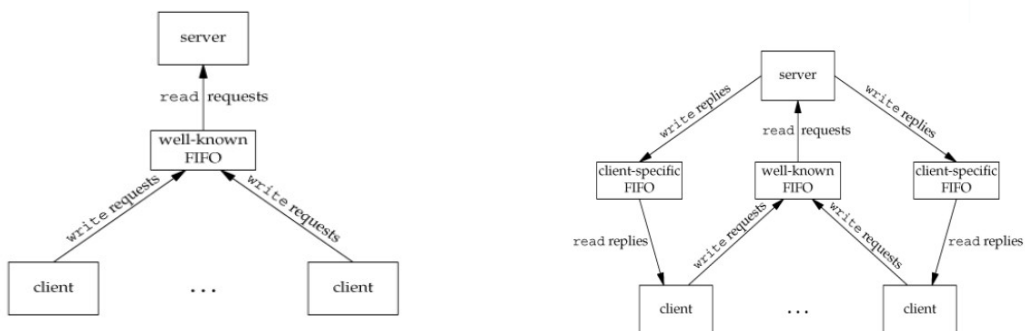 server
read requests
well-known
FIFO
write requests
write requests
client
...
client
server
write replies
write replies
read requests
client-specific
FIFO
well-known
FIFO
client-specific
FIFO
read replies
write requests
write requests
read replies
client
...
client